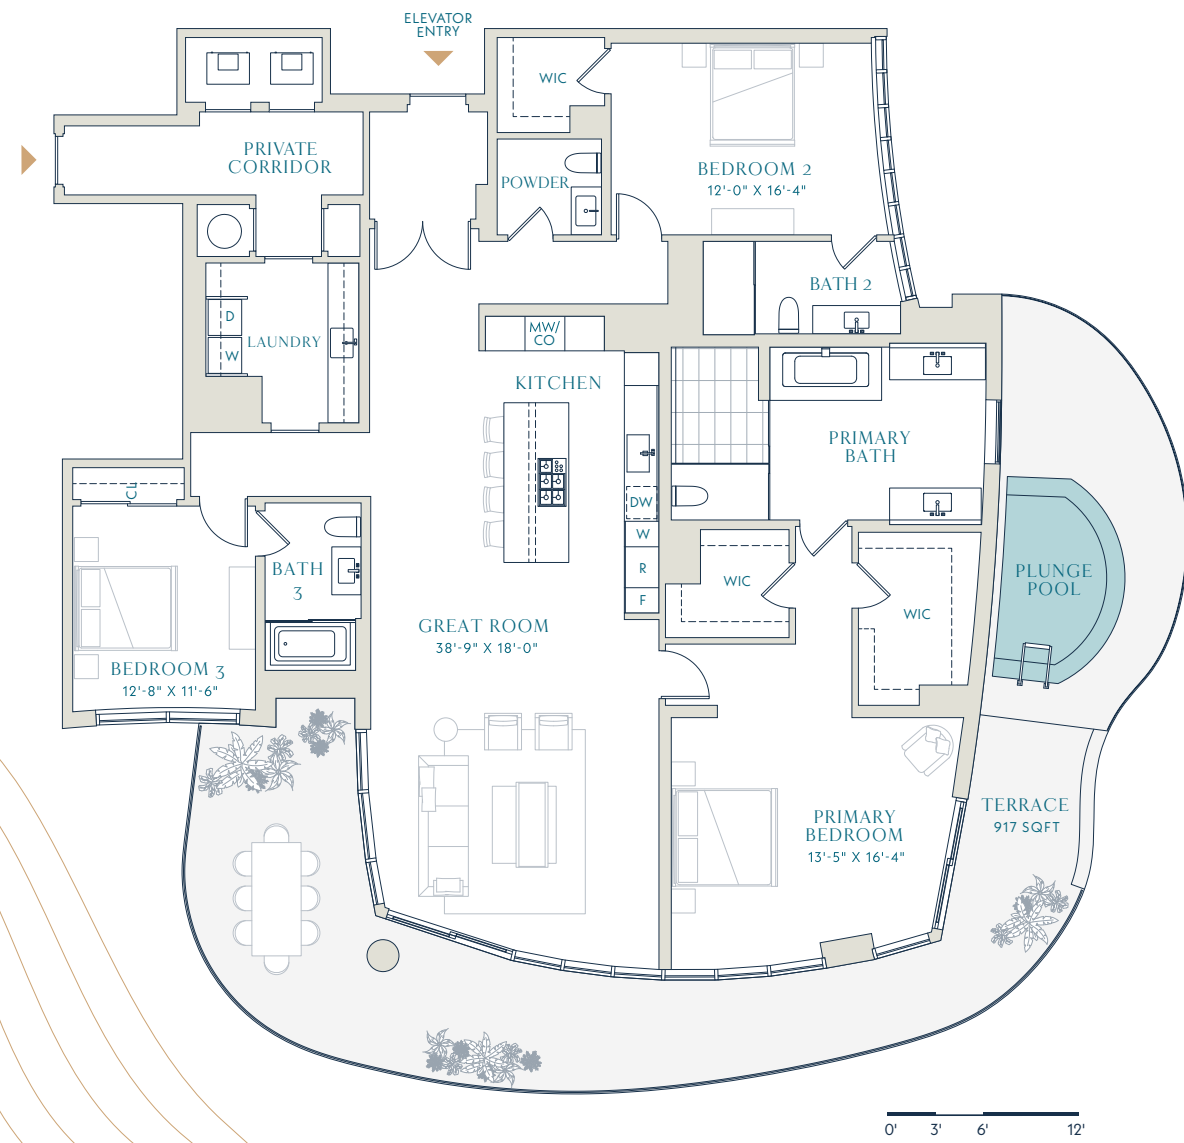 ELEVATOR
ENTRY
WIC
PRIVATE
CORRIDOR
POWDER
BEDROOM 2
12'-0" X 16'-4"
BATH 2
D
W
LAUNDRY
MW/
CO
KITCHEN
PRIMARY
BATH
CL
DW
W
R
F
BATH
3
WIC
WIC
PLUNGE
POOL
GREAT ROOM
38'-9" X 18'-0"
BEDROOM 3
12'-8" X 11'-6"
PRIMARY
BEDROOM
13'-5" X 16'-4"
TERRACE
917 SQFT
0' 3' 6' 12'